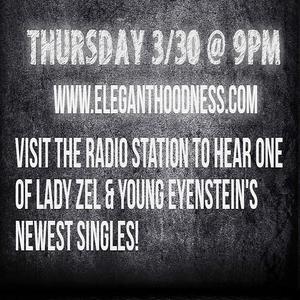 THURSDAY 3/30 @ 9PM
WWW.ELEGANTHOODNESS.COM
VISIT THE RADIO STATION TO HEAR ONE
OF LADY ZEL & YOUNG EYENSTEIN'S
NEWEST SINGLES!